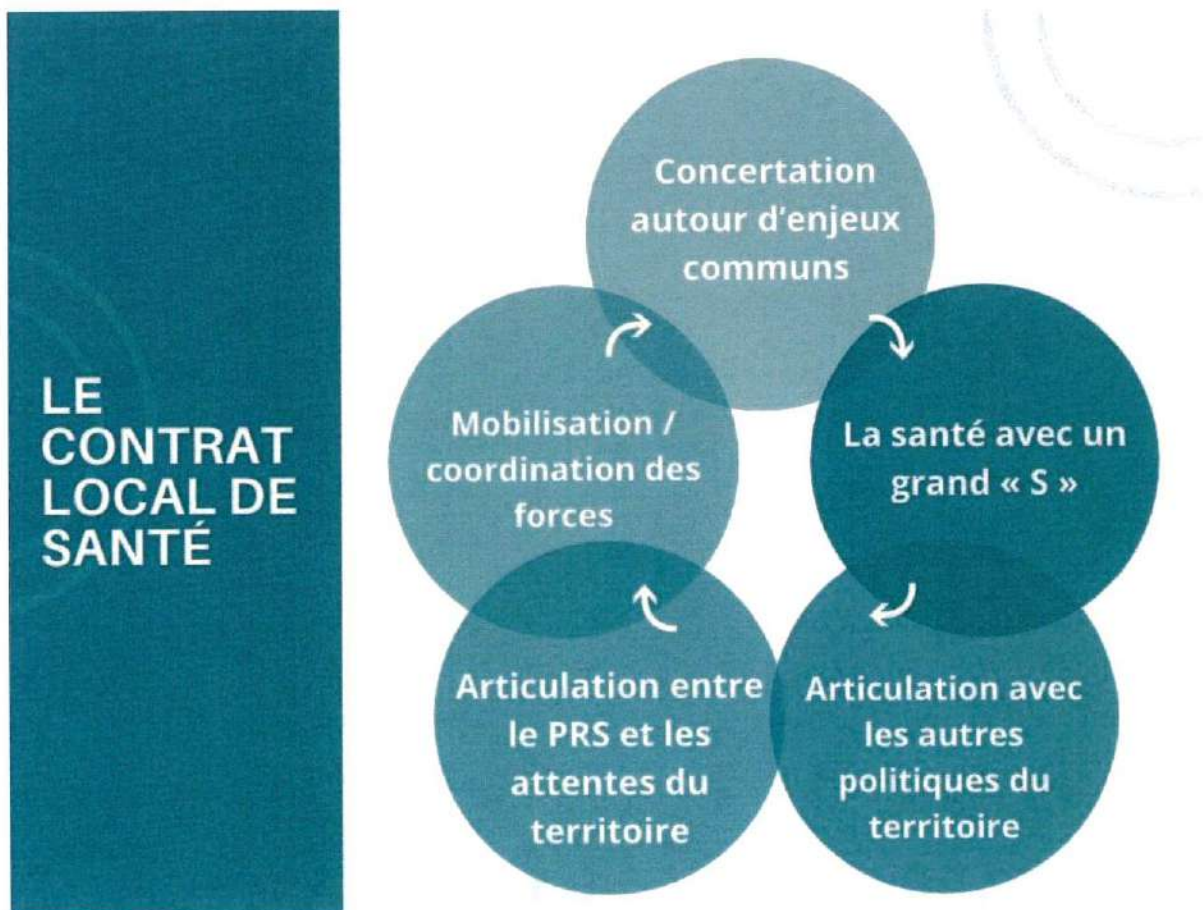 LE
CONTRAT
LOCAL DE
SANTÉ
Concertation
autour d'enjeux
communs
La santé avec un
grand « S »
Articulation avec
les autres
politiques du
territoire
Articulation entre
le PRS et les
attentes du
territoire
Mobilisation /
coordination des
forces